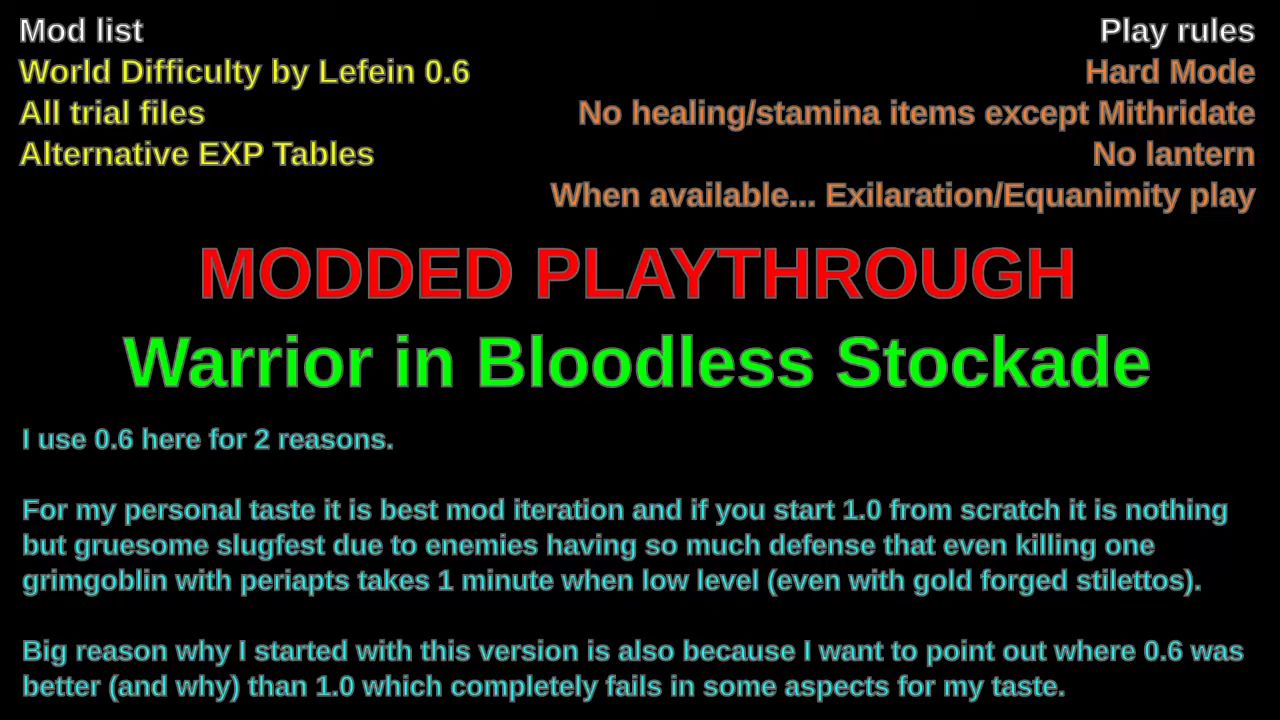 Mod list
World Difficulty by Lefein 0.6
All trial files
Alternative EXP Tables
Play rules
Hard Mode
No healing/stamina items except Mithridate
No lantern
When available... Exilaration/Equanimity play
MODDED PLAYTHROUGH
Warrior in Bloodless Stockade
I use 0.6 here for 2 reasons.
For my personal taste it is best mod iteration and if you start 1.0 from scratch it is nothing
but gruesome slugfest due to enemies having so much defense that even killing one
grimgoblin with periapts takes 1 minute when low level (even with gold forged stilettos).
Big reason why I started with this version is also because I want to point out where 0.6 was
better (and why) than 1.0 which completely fails in some aspects for my taste.